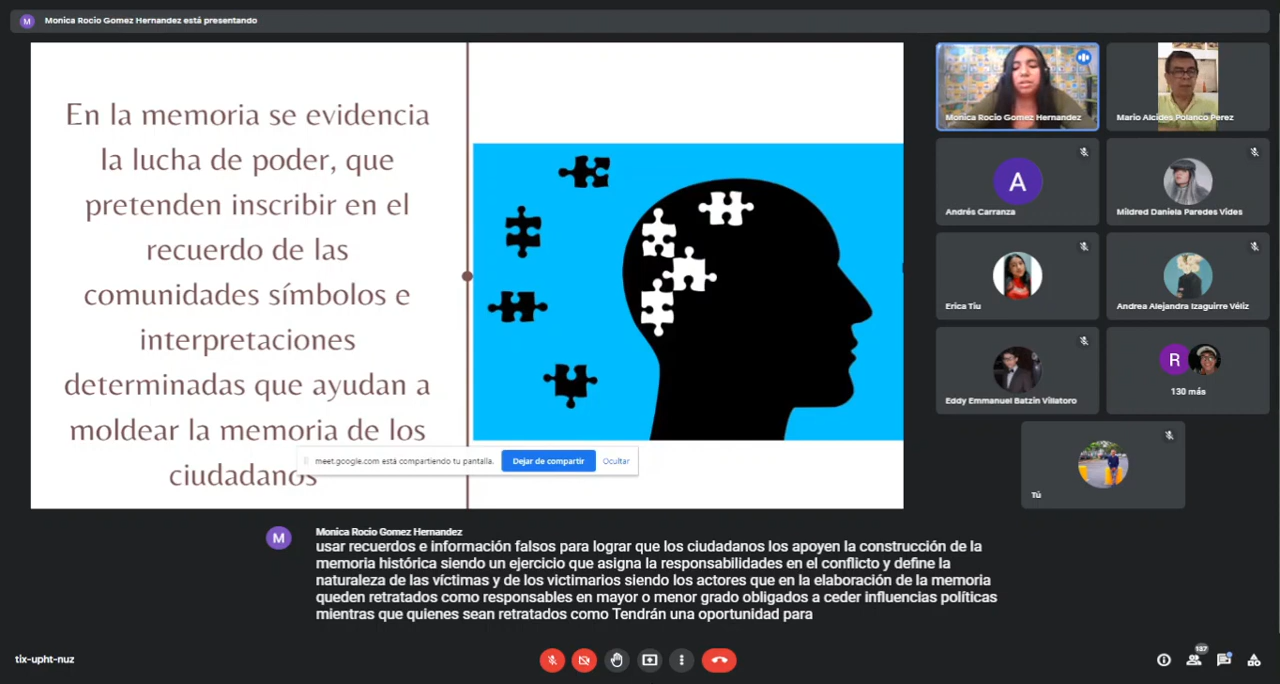 M Monica Rocio Gomez Hernandez está presentando
En la memoria se evidencia
la lucha de poder, que
pretenden inscribir en el
recuerdo de las
comunidades símbolos e
interpretaciones
determinadas que ayudan a
moldear la memoria de los
ciudadanos
meet.google.com está compartiendo tu pantalla. Dejar de compartir Ocultar
Monica Rocio Gomez Hernandez
Mario Alcides Polanco Perez
A
Andrés Carranza
Mildred Daniela Paredes Vides
Erica Tiu
Andrea Alejandra Izaguirre Véliz
Eddy Emmanuel Batzín Villatoro
R
130 más
Tú
M
Monica Rocio Gomez Hernandez
usar recuerdos e información falsos para lograr que los ciudadanos los apoyen la construcción de la
memoria histórica siendo un ejercicio que asigna la responsabilidades en el conflicto y define la
naturaleza de las víctimas y de los victimarios siendo los actores que en la elaboración de la memoria
queden retratados como responsables en mayor o menor grado obligados a ceder influencias políticas
mientras que quienes sean retratados como Tendrán una oportunidad para
tix-upht-nuz
137